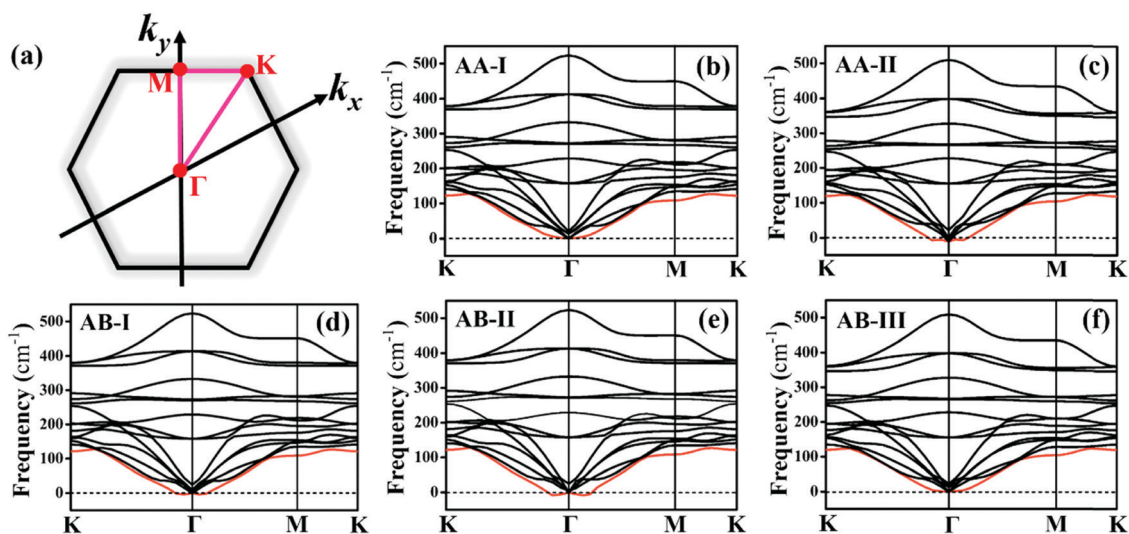 (a)
k_y
M
K
k_x
Γ
AA-I
(b)
Frequency (cm⁻¹)
500
400
300
200
100
0
K
Γ
M
K
AA-II
(c)
Frequency (cm⁻¹)
500
400
300
200
100
0
K
Γ
M
K
AB-I
(d)
Frequency (cm⁻¹)
500
400
300
200
100
0
K
Γ
M
K
AB-II
(e)
Frequency (cm⁻¹)
500
400
300
200
100
0
K
Γ
M
K
AB-III
(f)
Frequency (cm⁻¹)
500
400
300
200
100
0
K
Γ
M
K